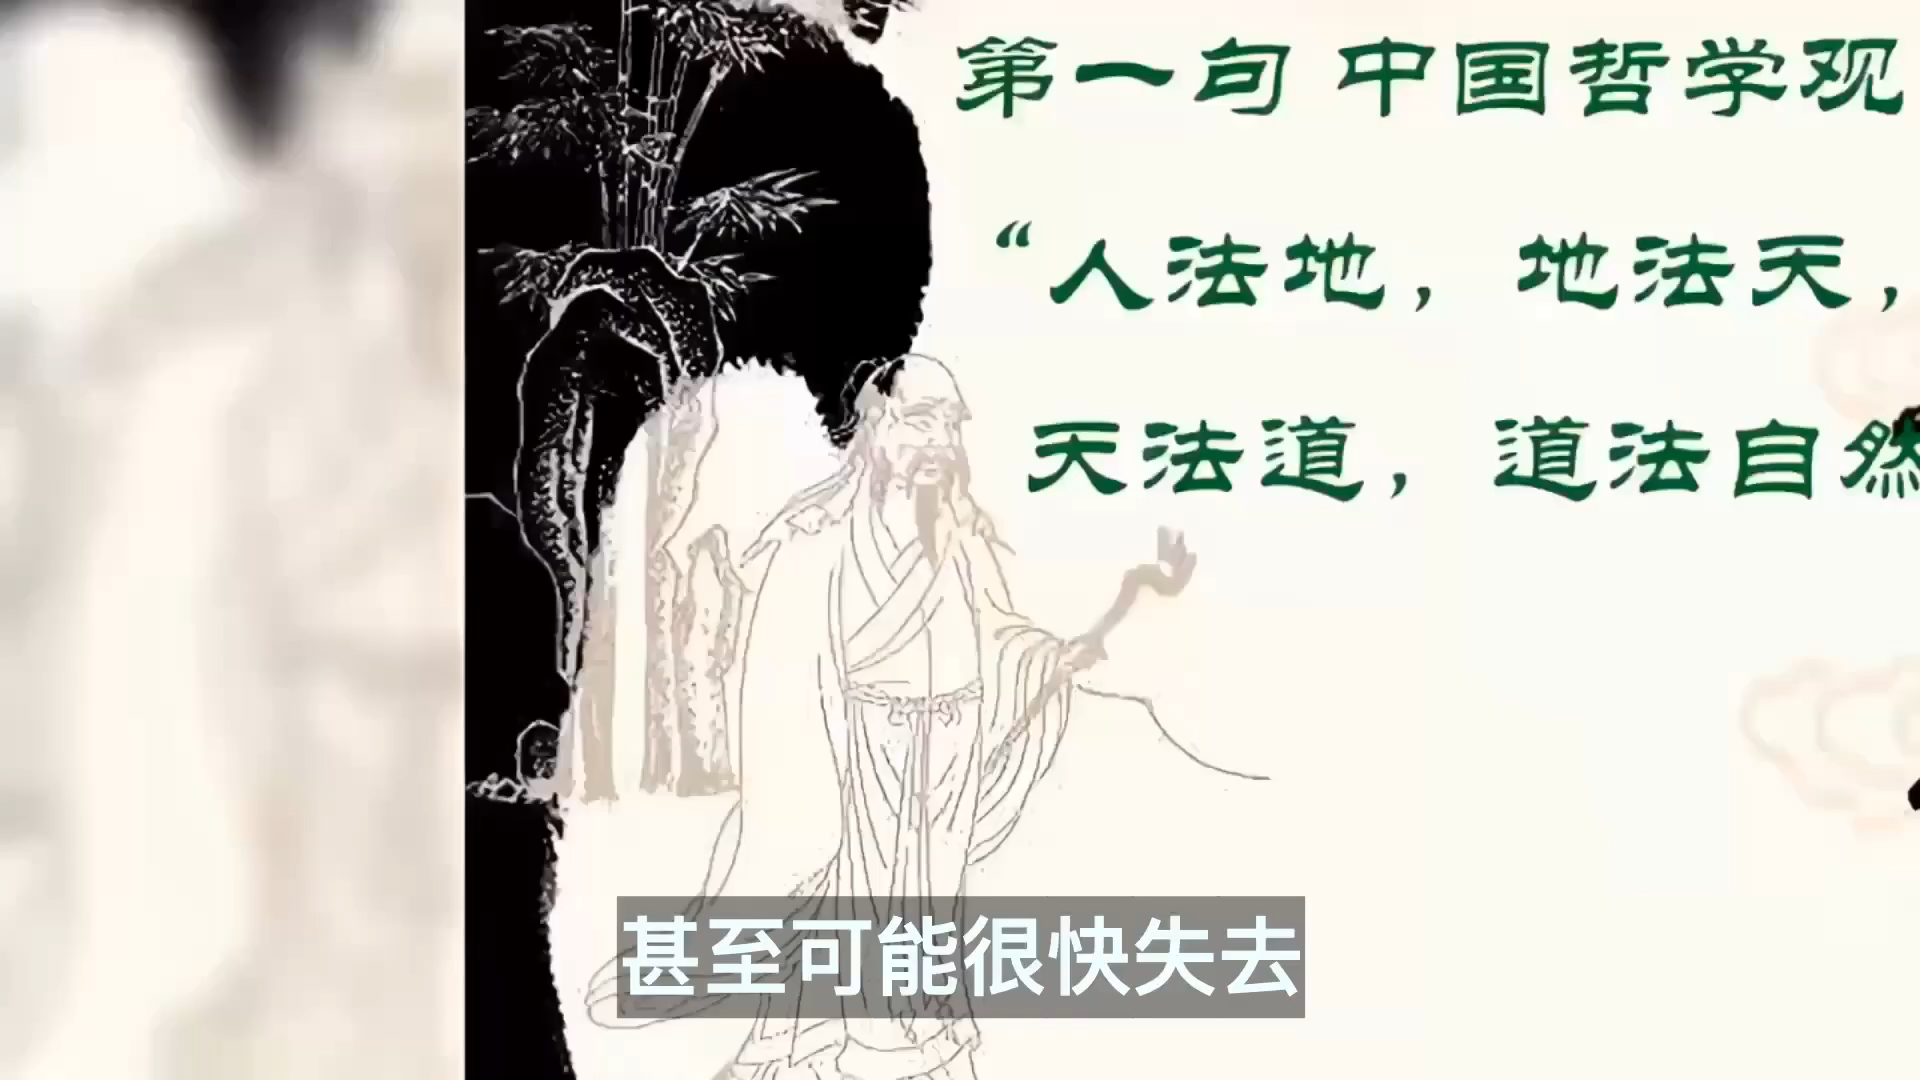 第一句 中国哲学观
“人法地，地法天，
天法道，道法自然
甚至可能很快失去